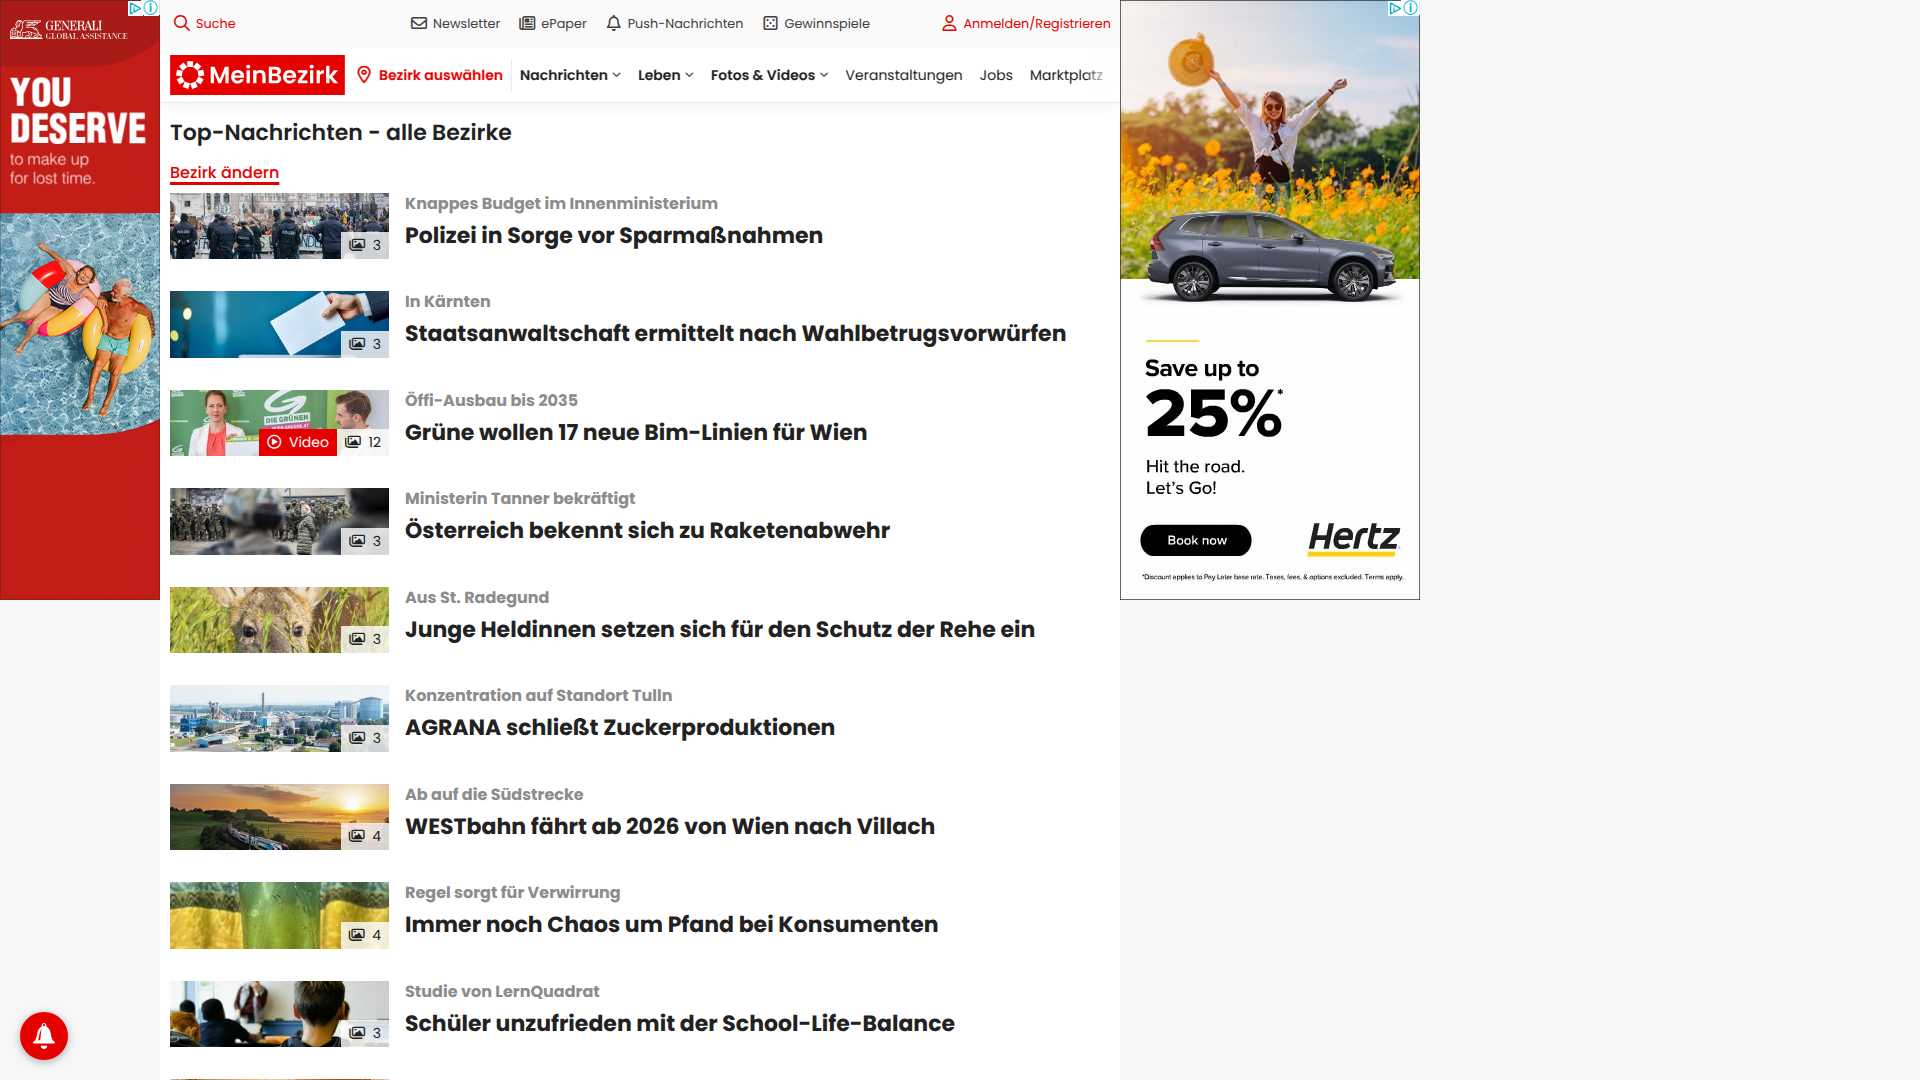 GENERALI
GLOBAL ASSISTANCE
YOU
DESERVE
to make up
for lost time.
Suche
Newsletter
ePaper
Push-Nachrichten
Gewinnspiele
Anmelden/Registrieren
MeinBezirk
Bezirk auswählen
Nachrichten
Leben
Fotos & Videos
Veranstaltungen
Jobs
Marktplatz
Top-Nachrichten - alle Bezirke
Bezirk ändern
3
Knappes Budget im Innenministerium
Polizei in Sorge vor Sparmaßnahmen
3
In Kärnten
Staatsanwaltschaft ermittelt nach Wahlbetrugsvorwürfen
DIE GRÜNEN
Video
12
Öffi-Ausbau bis 2035
Grüne wollen 17 neue Bim-Linien für Wien
3
Ministerin Tanner bekräftigt
Österreich bekennt sich zu Raketenabwehr
3
Aus St. Radegund
Junge Heldinnen setzen sich für den Schutz der Rehe ein
3
Konzentration auf Standort Tulln
AGRANA schließt Zuckerproduktionen
4
Ab auf die Südstrecke
WESTbahn fährt ab 2026 von Wien nach Villach
4
Regel sorgt für Verwirrung
Immer noch Chaos um Pfand bei Konsumenten
3
Studie von LernQuadrat
Schüler unzufrieden mit der School-Life-Balance
Save up to
25%*
Hit the road.
Let's Go!
Book now
Hertz
*Discount applies to Pay Later base rate. Taxes, fees, & options excluded. Terms apply.